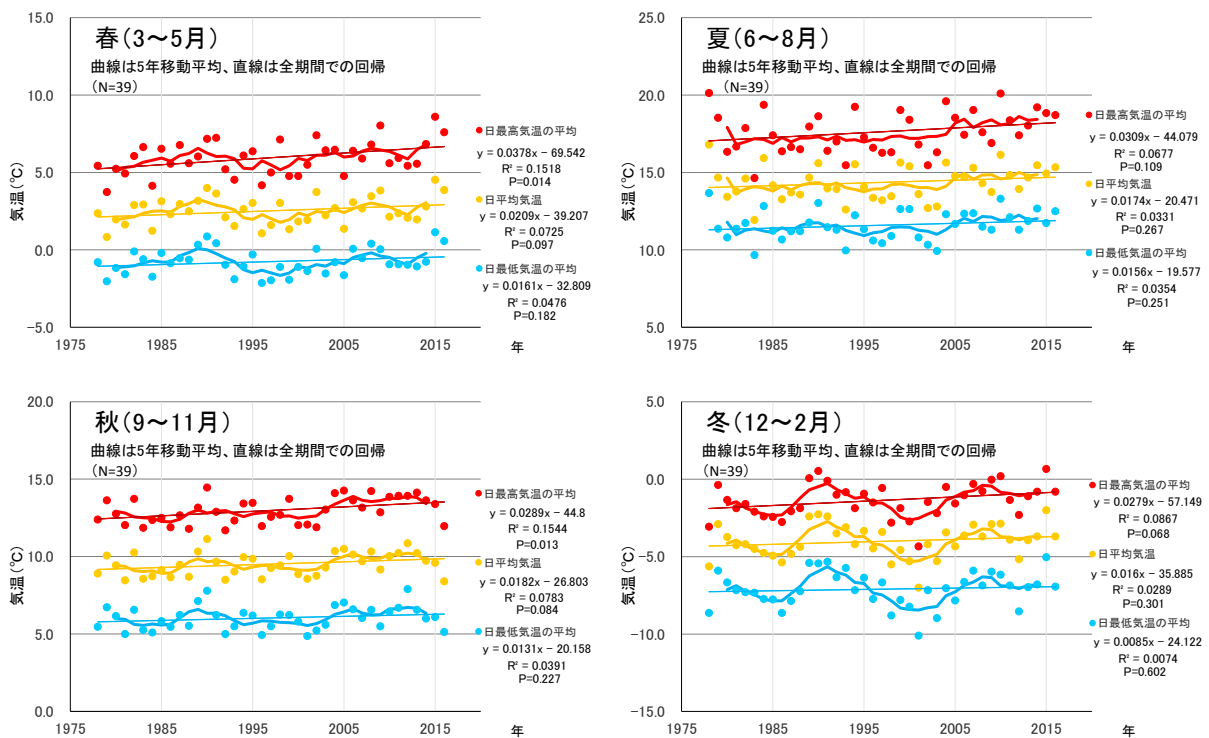 春(3～5月)
曲線は5年移動平均、直線は全期間での回帰
(N=39)
気温(℃)
15.0
10.0
5.0
0.0
−5.0
1975 1985 1995 2005 2015
年
日最高気温の平均
y = 0.0378x − 69.542
R² = 0.1518
P=0.014
日平均気温
y = 0.0209x − 39.207
R² = 0.0725
P=0.097
日最低気温の平均
y = 0.0161x − 32.809
R² = 0.0476
P=0.182
夏(6～8月)
曲線は5年移動平均、直線は全期間での回帰
(N=39)
気温(℃)
25.0
20.0
15.0
10.0
5.0
1975 1985 1995 2005 2015
年
日最高気温の平均
y = 0.0309x − 44.079
R² = 0.0677
P=0.109
日平均気温
y = 0.0174x − 20.471
R² = 0.0331
P=0.267
日最低気温の平均
y = 0.0156x − 19.577
R² = 0.0354
P=0.251
秋(9～11月)
曲線は5年移動平均、直線は全期間での回帰
(N=39)
気温(℃)
20.0
15.0
10.0
5.0
0.0
1975 1985 1995 2005 2015
年
日最高気温の平均
y = 0.0289x − 44.8
R² = 0.1544
P=0.013
日平均気温
y = 0.0182x − 26.803
R² = 0.0783
P=0.084
日最低気温の平均
y = 0.0131x − 20.158
R² = 0.0391
P=0.227
冬(12～2月)
曲線は5年移動平均、直線は全期間での回帰
(N=39)
気温(℃)
5.0
−0.0
−5.0
−10.0
−15.0
1975 1985 1995 2005 2015
年
日最高気温の平均
y = 0.0279x − 57.149
R² = 0.0867
P=0.068
日平均気温
y = 0.016x − 35.885
R² = 0.0289
P=0.301
日最低気温の平均
y = 0.0085x − 24.122
R² = 0.0074
P=0.602